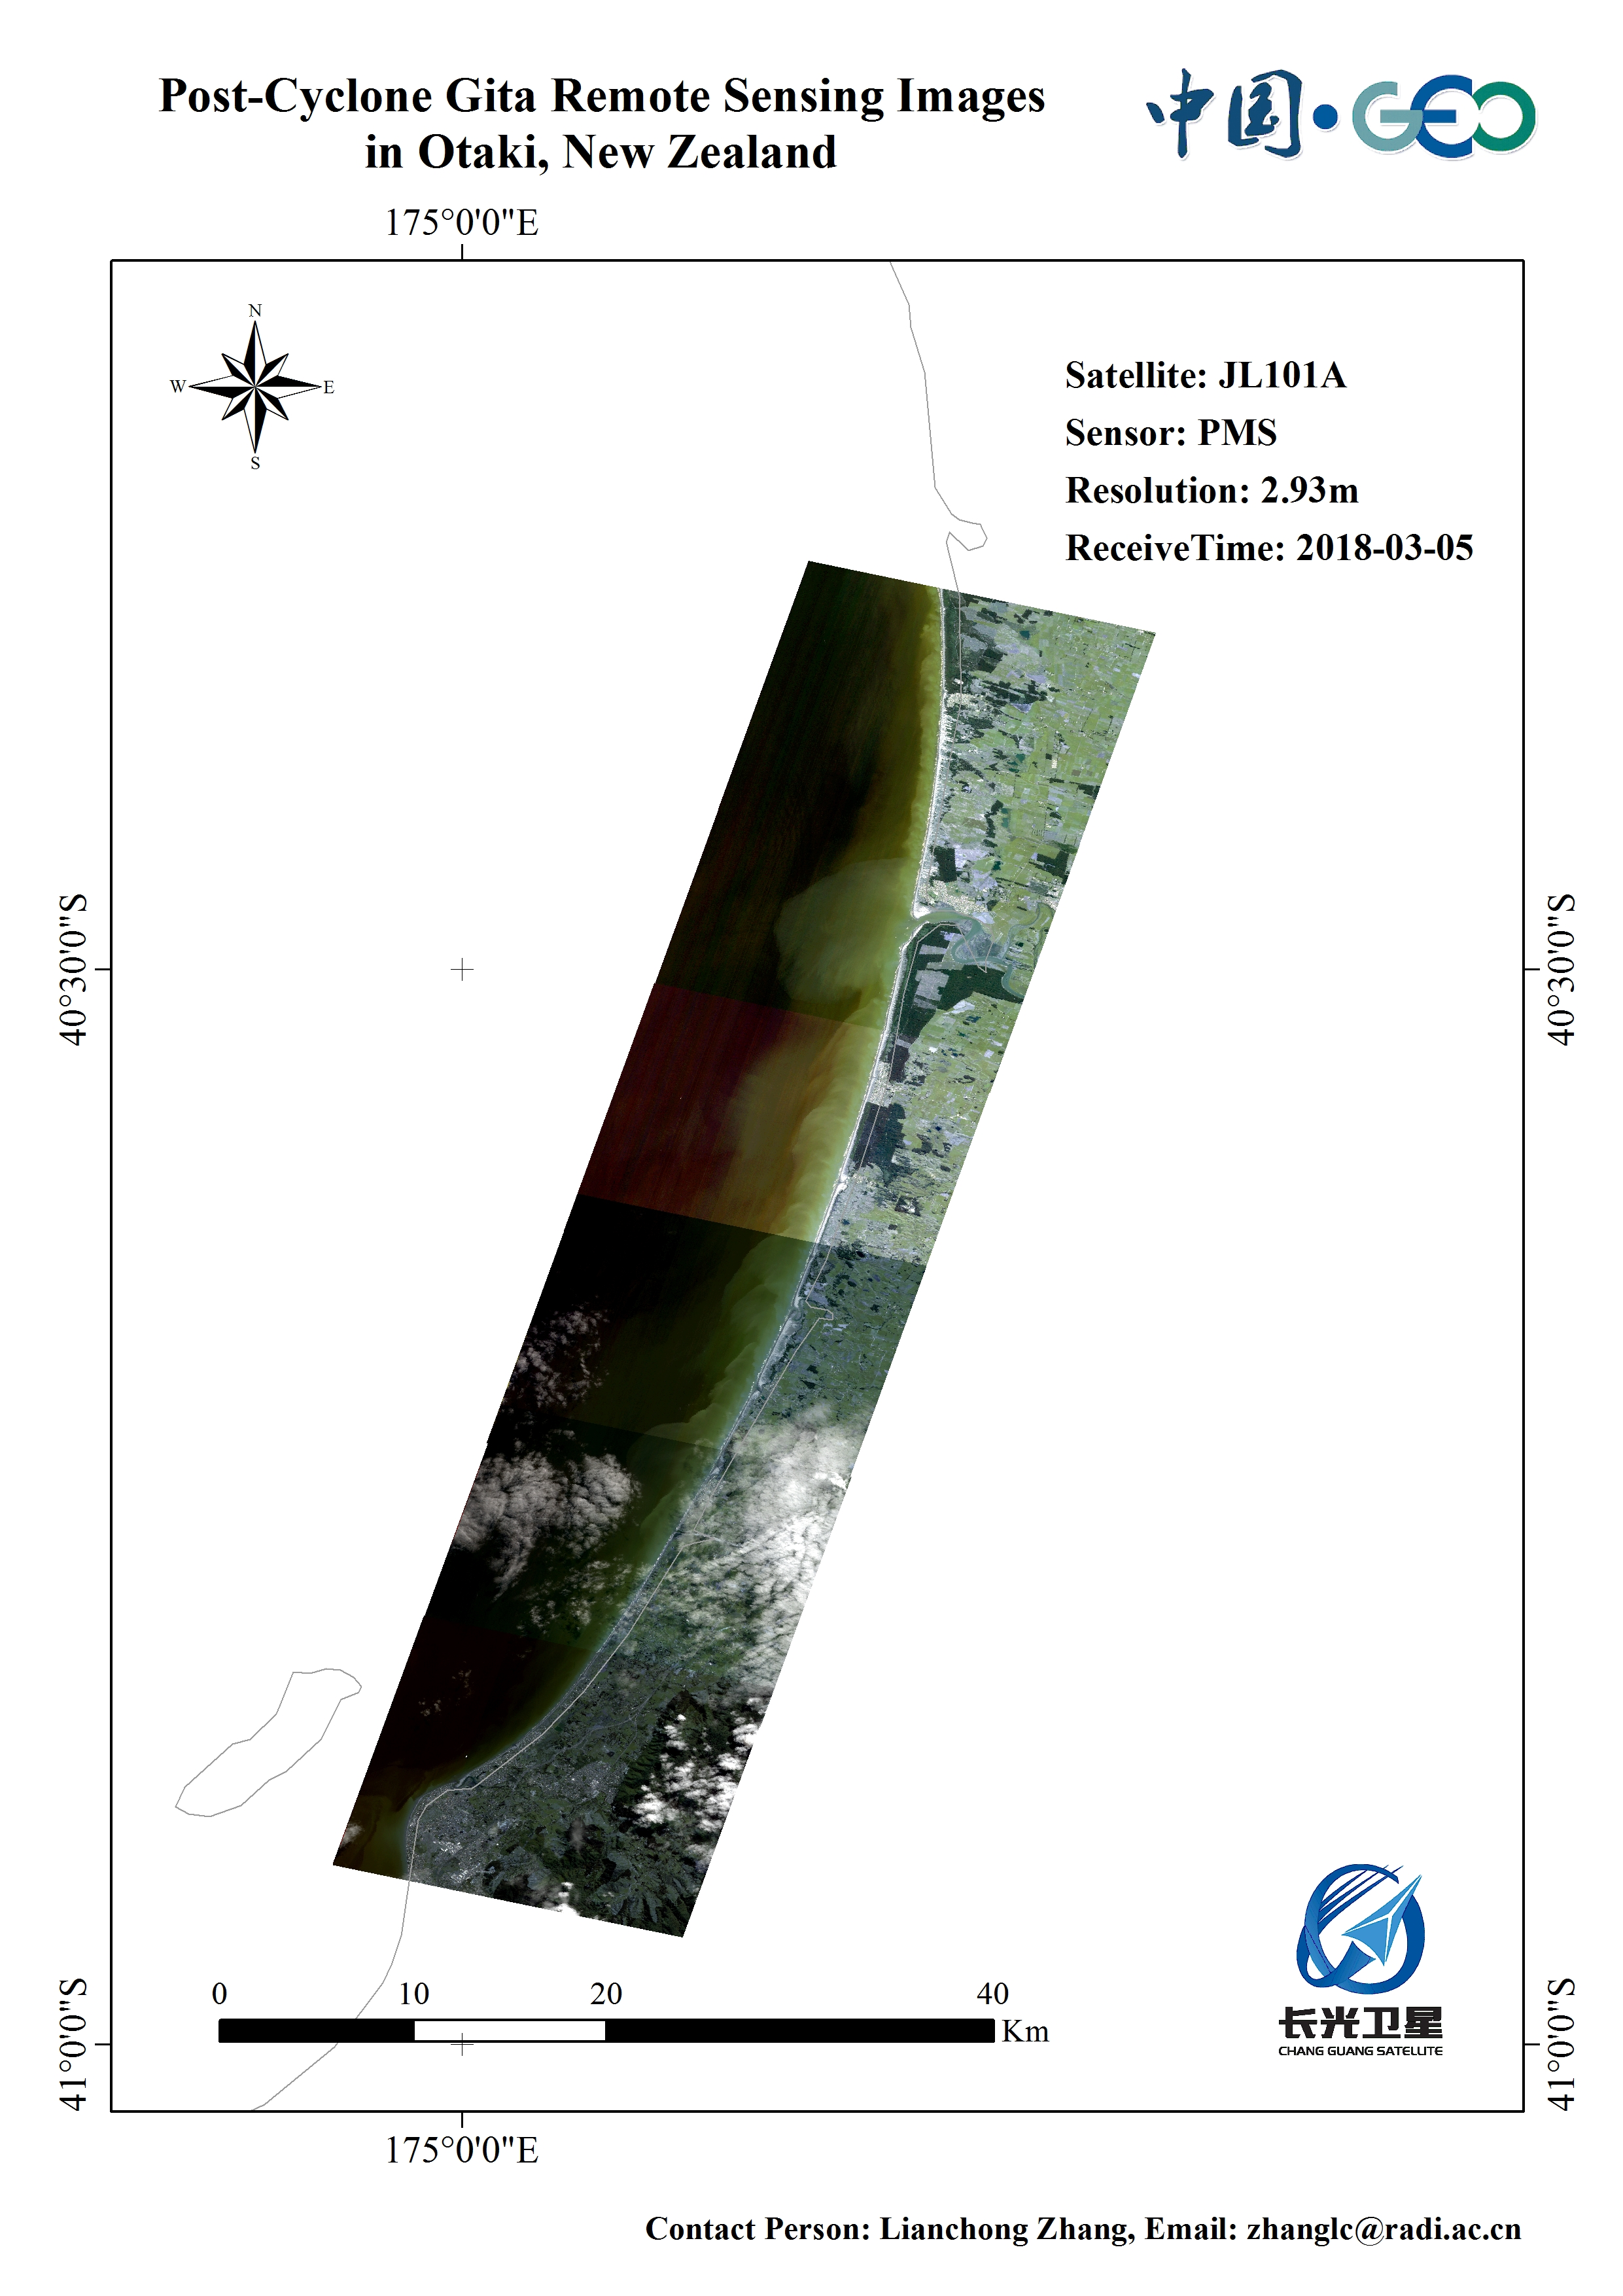 Post-Cyclone Gita Remote Sensing Images
in Otaki, New Zealand
中国·GEO
175°0'0"E
N
W
E
S
Satellite: JL101A
Sensor: PMS
Resolution: 2.93m
ReceiveTime: 2018-03-05
40°30'0"S
40°30'0"S
0 10 20 40
Km
长光卫星
CHANG GUANG SATELLITE
41°0'0"S
41°0'0"S
175°0'0"E
Contact Person: Lianchong Zhang, Email: zhanglc@radi.ac.cn